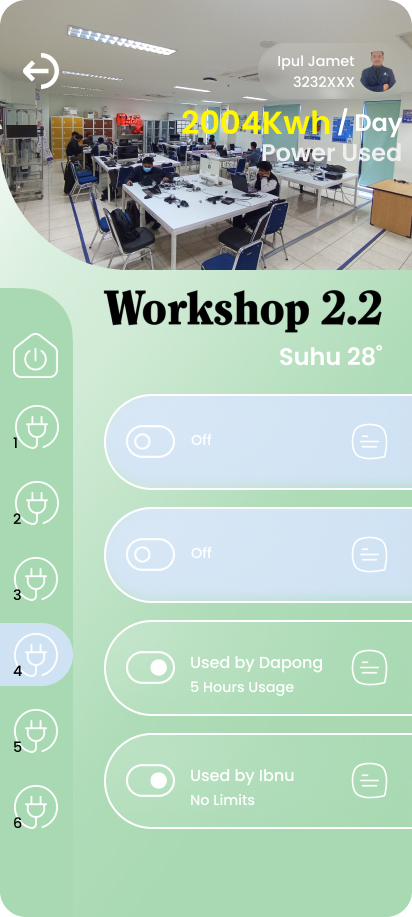 Ipul Jamet
3232XXX
2004Kwh / Day
Power Used
Workshop 2.2
Suhu 28°
1
2
3
4
5
6
Off
Off
Used by Dapong
5 Hours Usage
Used by Ibnu
No Limits